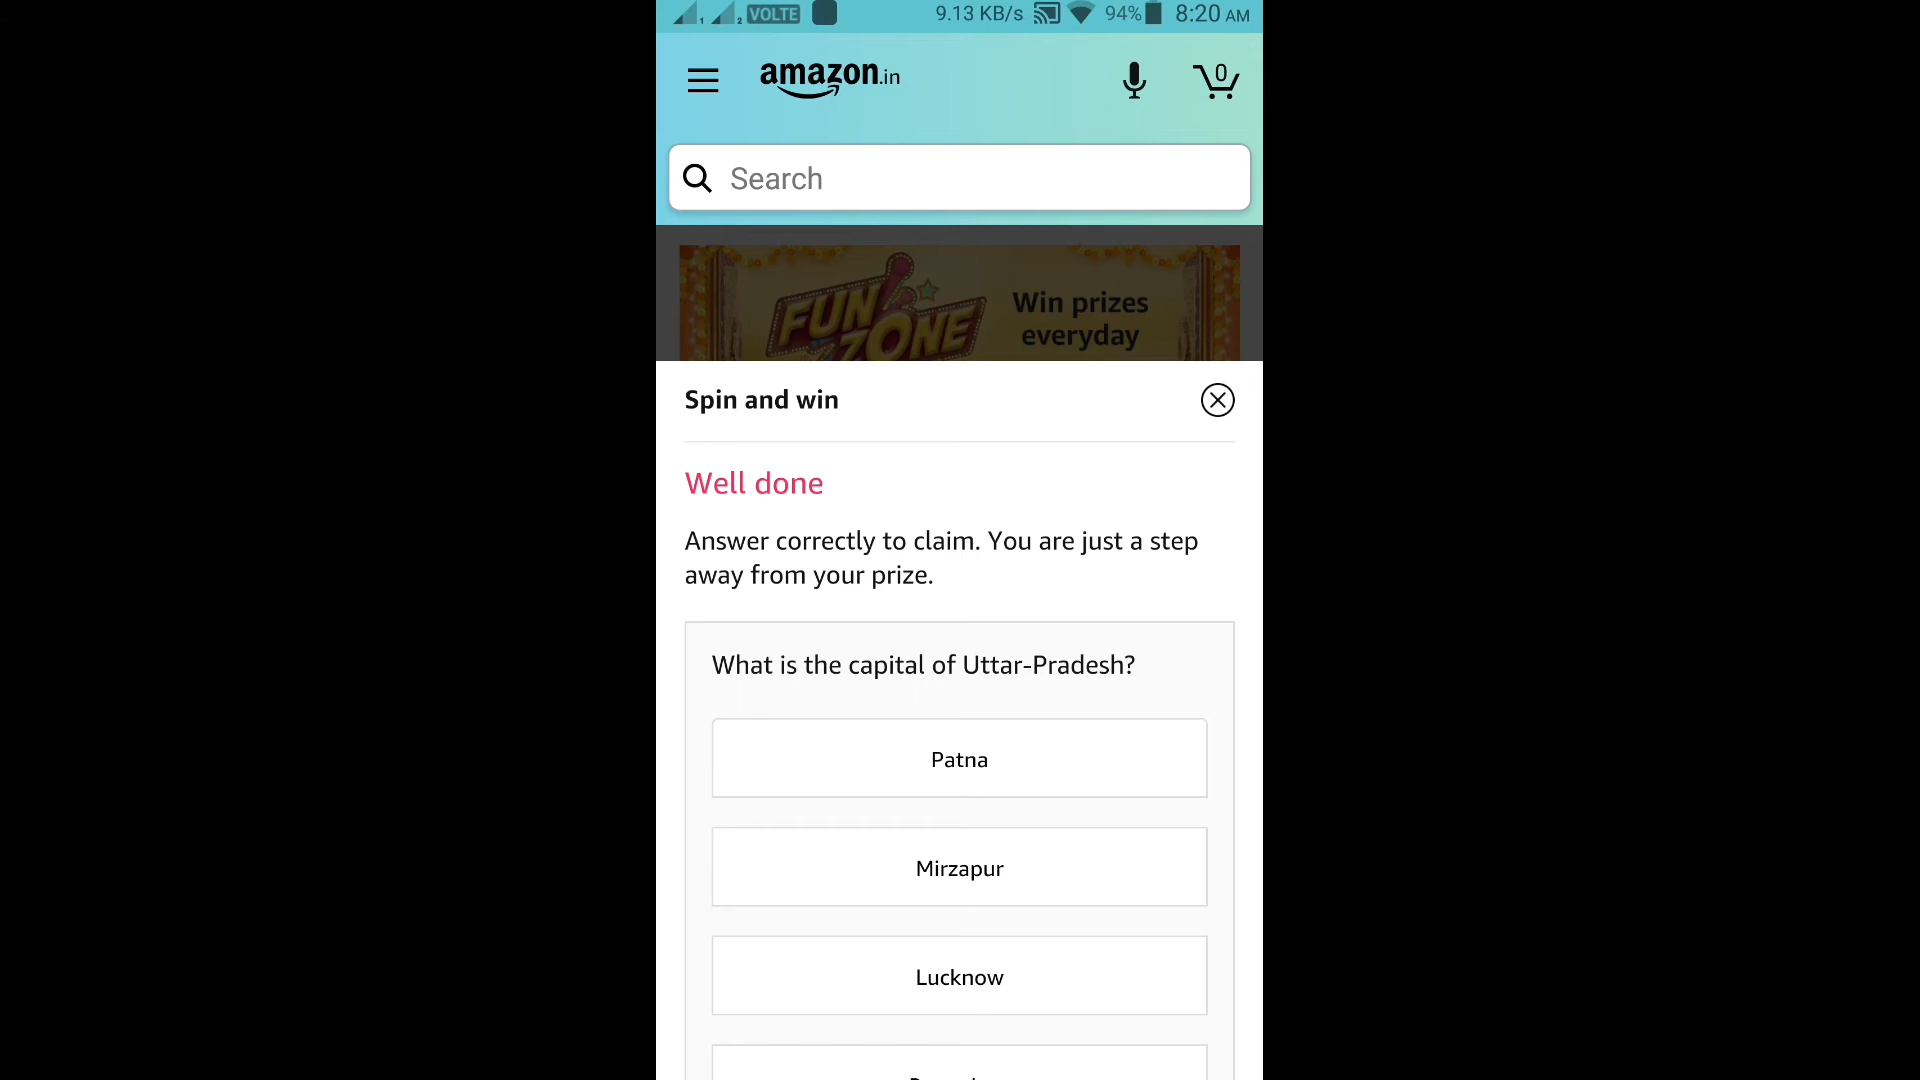 1 2 VOLTE 9.13 KB/s 94% 8:20 AM
amazon.in 0
Search
FUN Win prizes
ZONE everyday
Spin and win
Well done
Answer correctly to claim. You are just a step
away from your prize.
What is the capital of Uttar-Pradesh?
Patna
Mirzapur
Lucknow